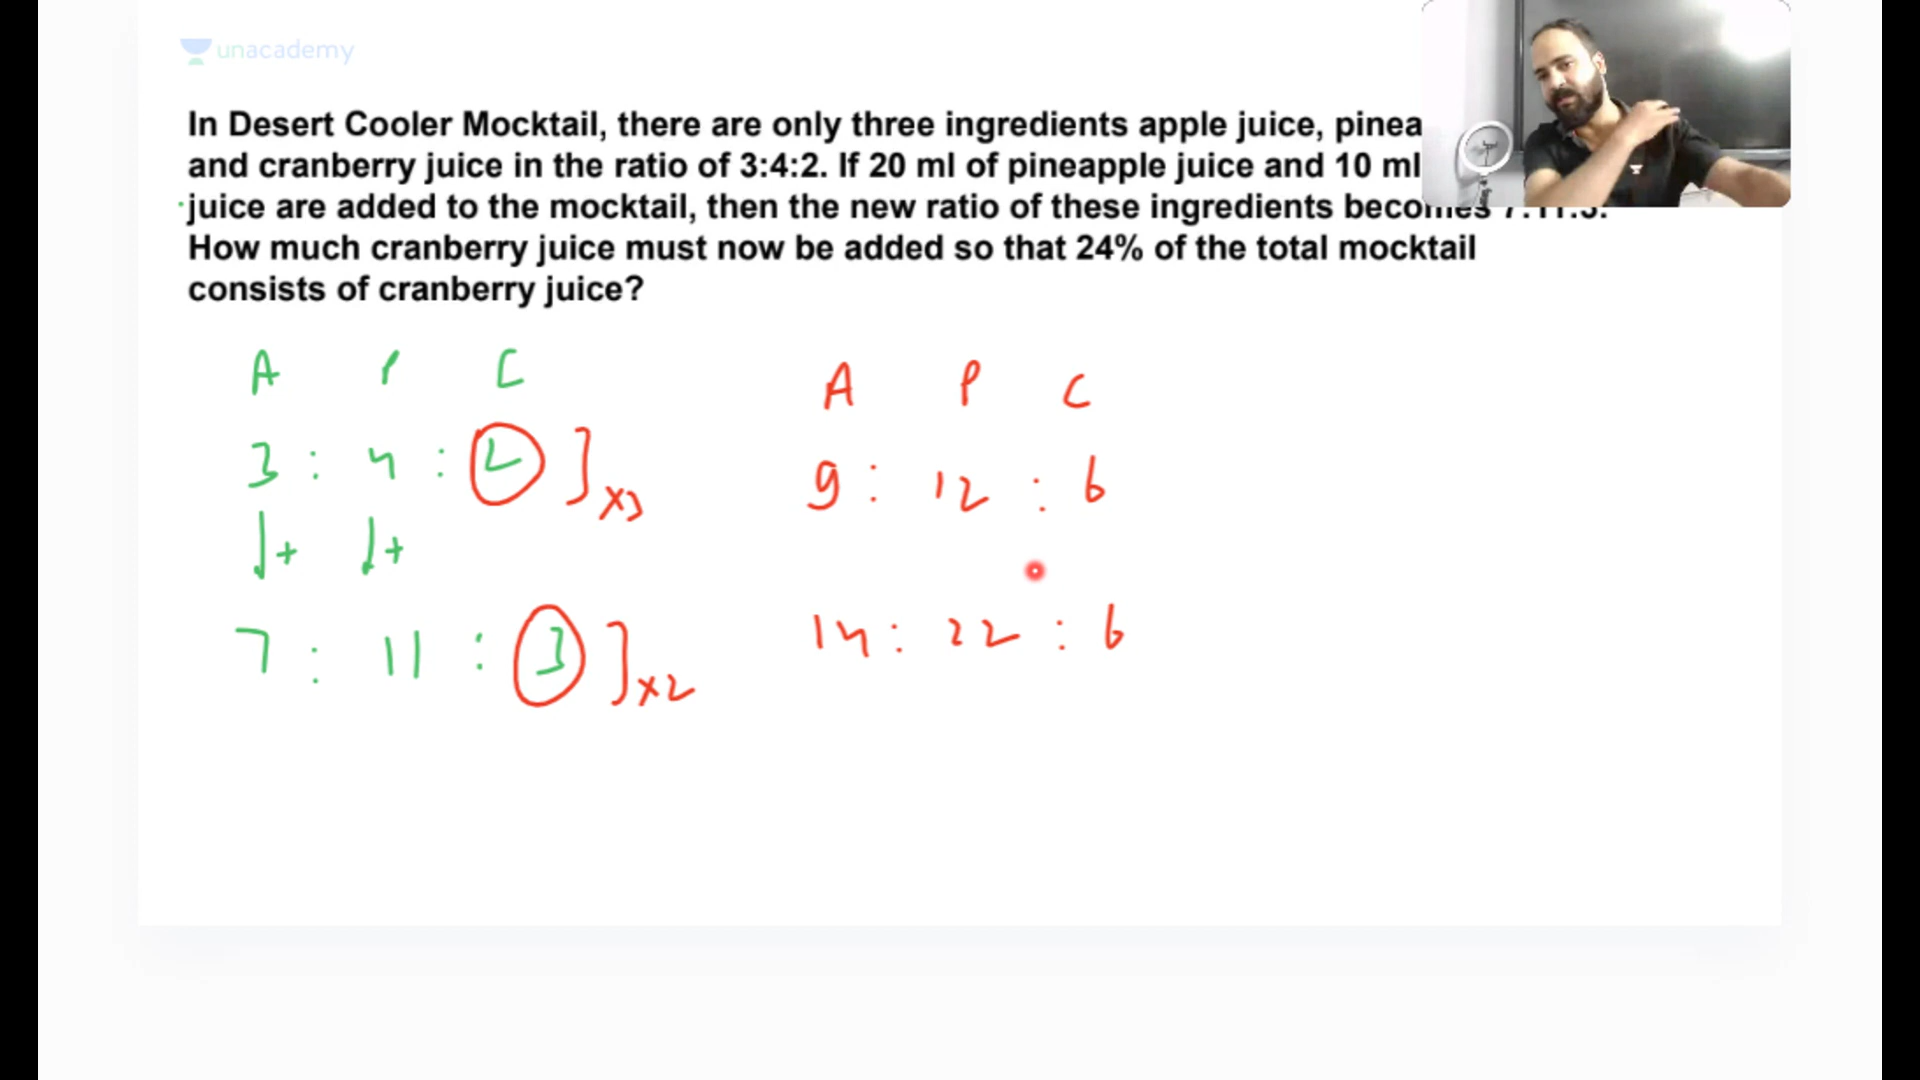 unacademy
In Desert Cooler Mocktail, there are only three ingredients apple juice, pinea
and cranberry juice in the ratio of 3:4:2. If 20 ml of pineapple juice and 10 ml
juice are added to the mocktail, then the new ratio of these ingredients becomes 7:11:3.
How much cranberry juice must now be added so that 24% of the total mocktail
consists of cranberry juice?
A P C
3 : 4 : 2 ] x3
+ +
7 : 11 : 3 ] x2
A P C
9 : 12 : 6
14 : 22 : 6